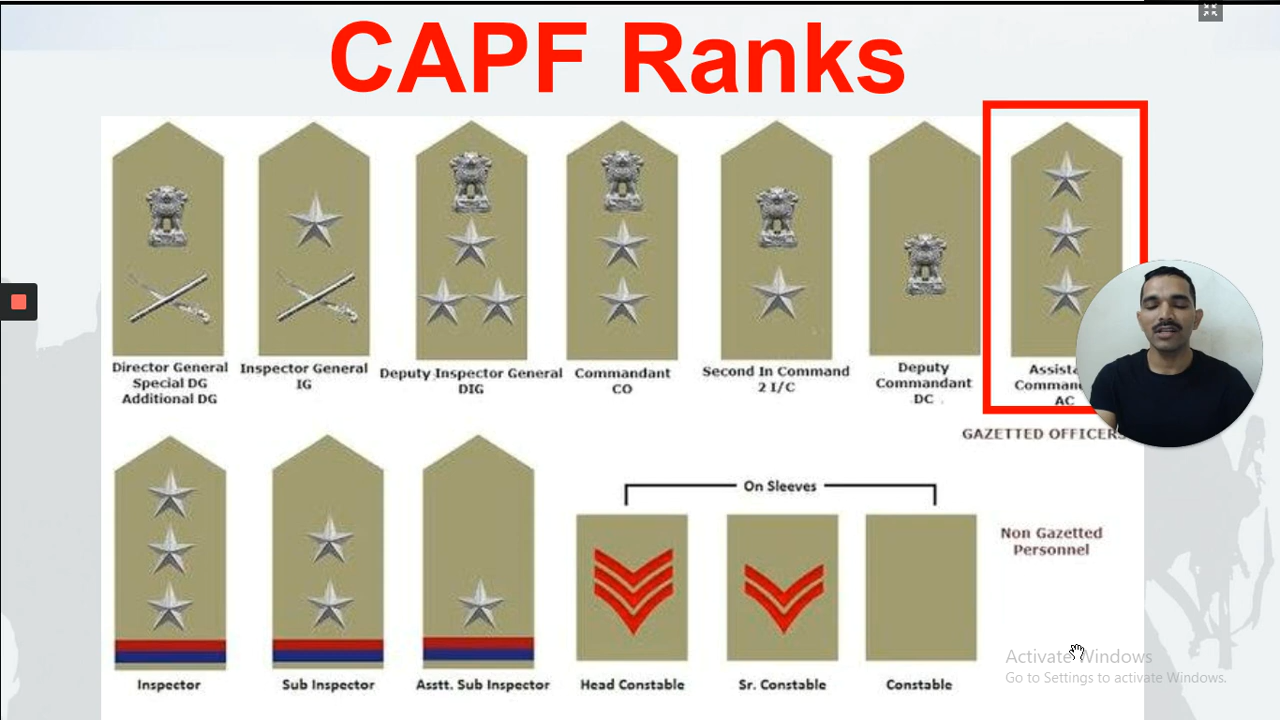 CAPF Ranks
Director General
Special DG
Additional DG
Inspector General
IG
Deputy Inspector General
DIG
Commandant
CO
Second In Command
2 I/C
Deputy
Commandant
DC
AC
GAZETTED OFFICERS
On Sleeves
Non Gazetted
Personnel
Inspector
Sub Inspector
Asstt. Sub Inspector
Head Constable
Sr. Constable
Constable
Activate Windows
Go to Settings to activate Windows.